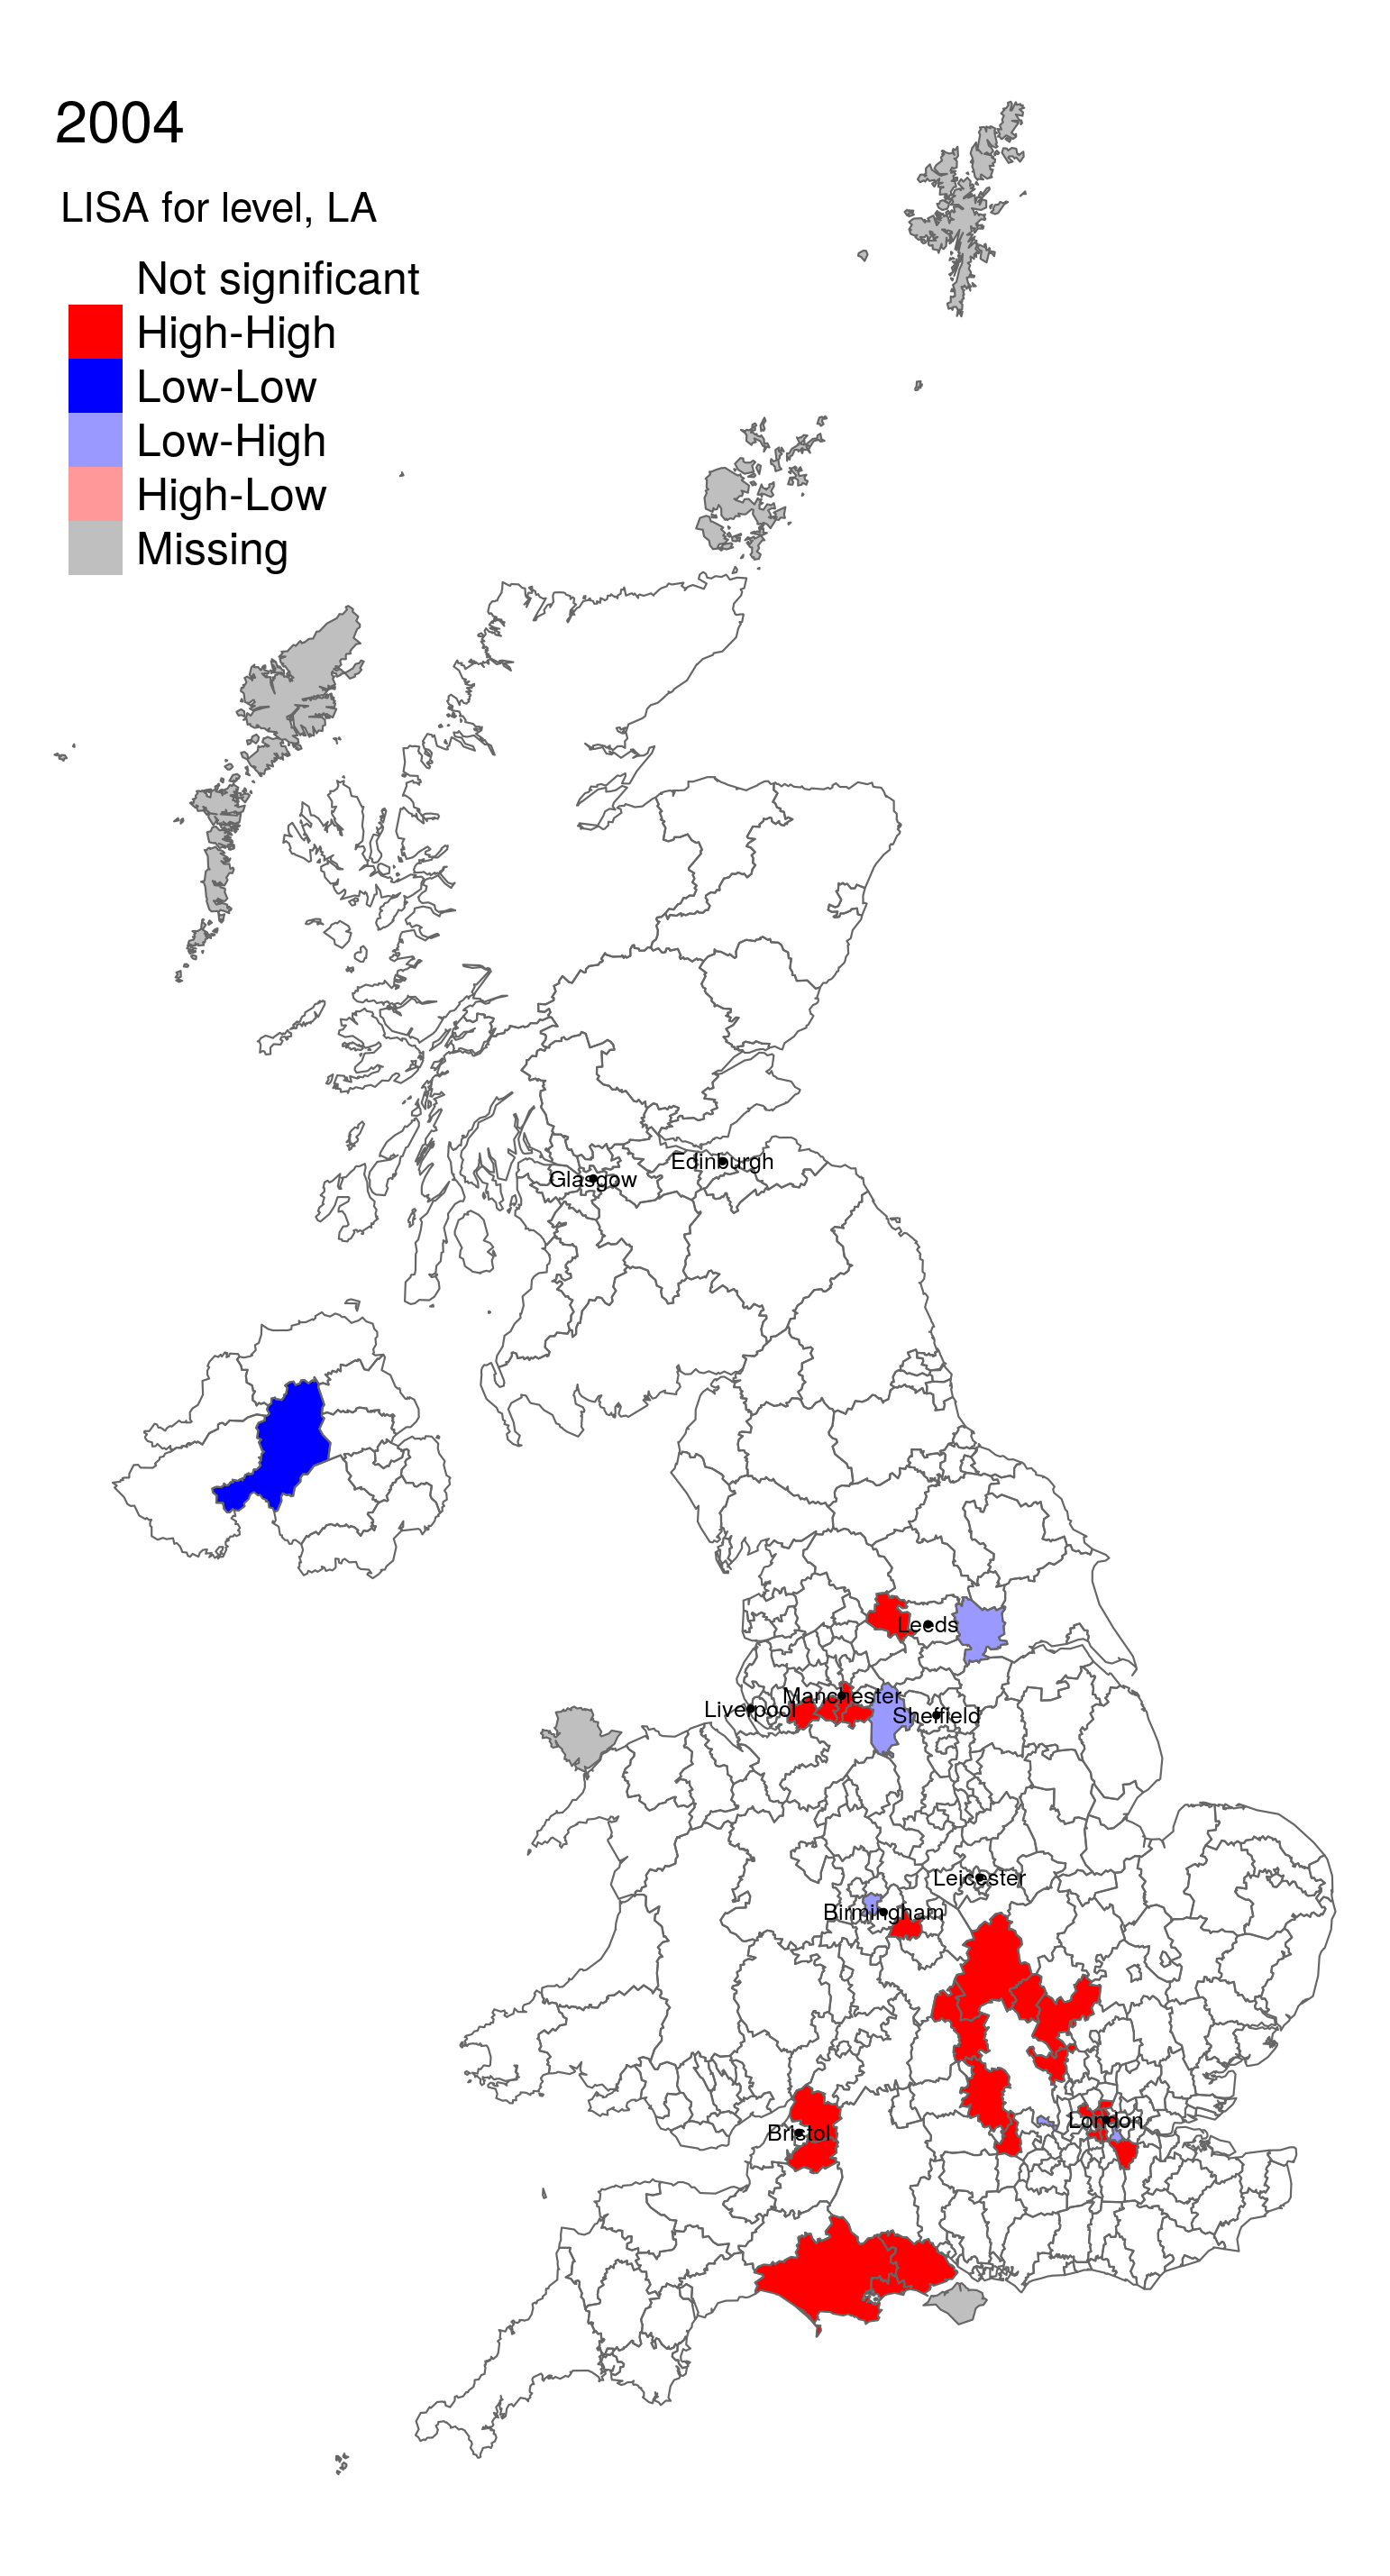 2004
LISA for level, LA
Not significant
High-High
Low-Low
Low-High
High-Low
Missing
Edinburgh
Glasgow
Leeds
Manchester
Liverpool
Sheffield
Leicester
Birmingham
London
Bristol